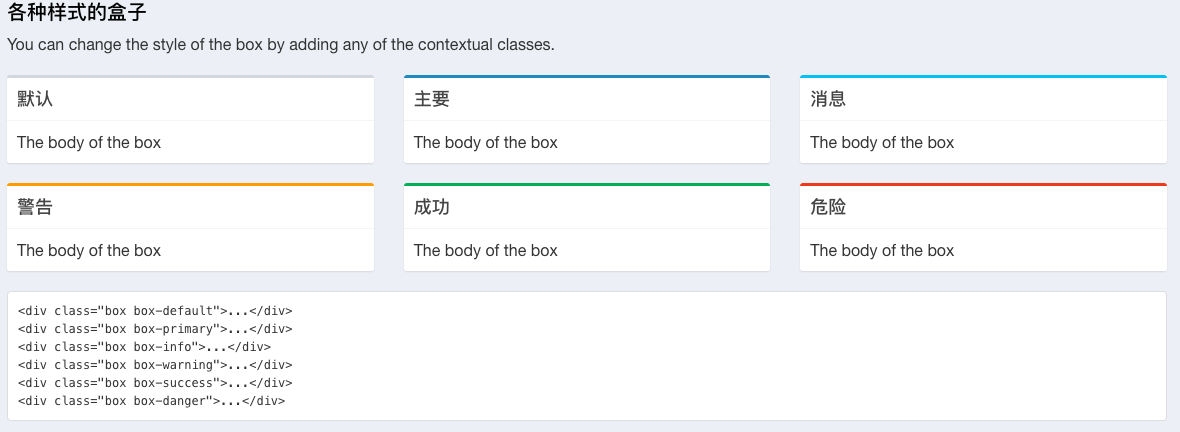 各种样式的盒子
You can change the style of the box by adding any of the contextual classes.
默认
主要
消息
The body of the box
The body of the box
The body of the box
警告
成功
危险
The body of the box
The body of the box
The body of the box
<div class="box box-default">...</div>
<div class="box box-primary">...</div>
<div class="box box-info">...</div>
<div class="box box-warning">...</div>
<div class="box box-success">...</div>
<div class="box box-danger">...</div>